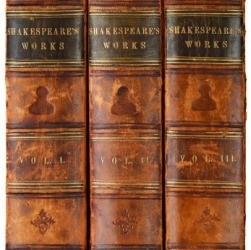 SHAKESPEARE'S
WORKS
VOL. I.
SHAKESPEARE'S
WORKS
VOL. II.
SHAKESPEARE'S
WORKS
VOL. III.